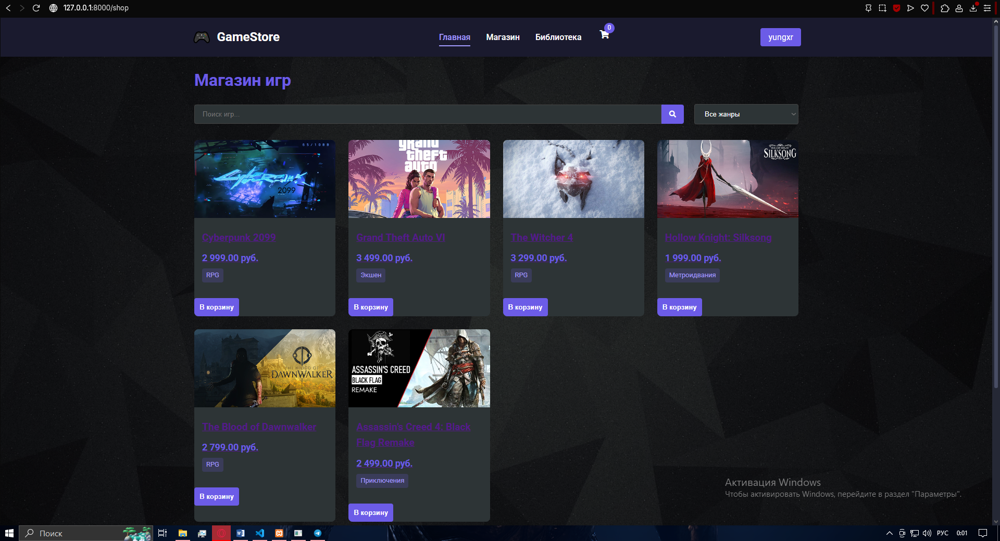 127.0.0.1:8000/shop
GameStore
Главная
Магазин
Библиотека
0
yungxr
Магазин игр
Поиск игр...
Все жанры
65/1088
Cyberpunk
2099
grand
theft
auto
HOLLOW KNIGHT
SILKSONG
Cyberpunk 2099
Grand Theft Auto VI
The Witcher 4
Hollow Knight: Silksong
2 999.00 руб.
3 499.00 руб.
3 299.00 руб.
1 999.00 руб.
RPG
Экшен
RPG
Метроидвания
В корзину
В корзину
В корзину
В корзину
THE BLOOD OF
DAWNWALKER
ASSASSIN'S CREED
BLACK FLAG
REMAKE
The Blood of Dawnwalker
2 799.00 руб.
RPG
В корзину
Assassin's Creed 4: Black
Flag Remake
2 499.00 руб.
Приключения
В корзину
Активация Windows
Чтобы активировать Windows, перейдите в раздел "Параметры".
Поиск
РУС
0:01